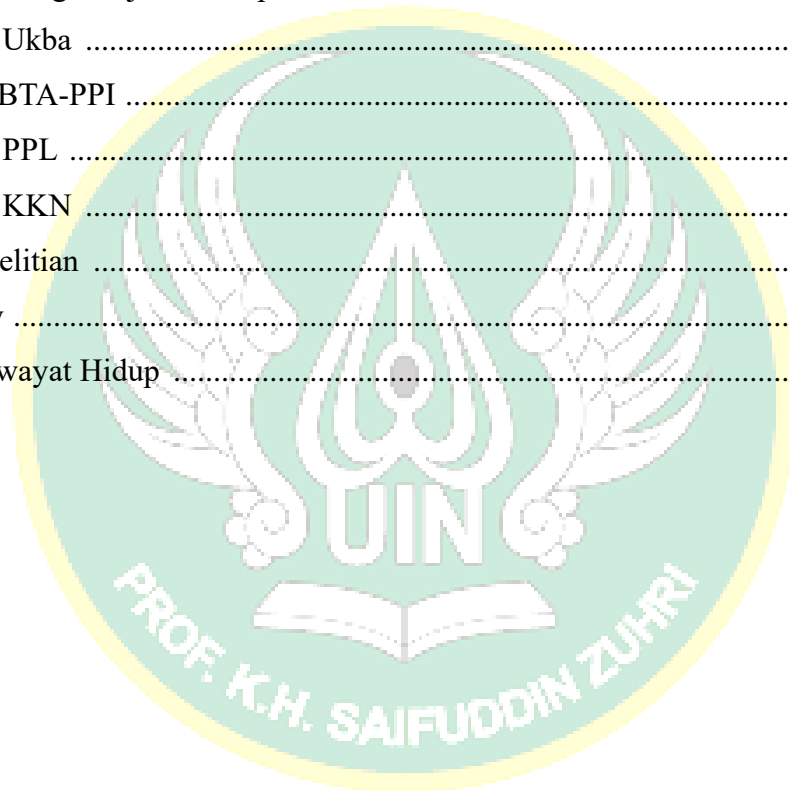 Ukba ..........................................................................................
BTA-PPI ....................................................................................
PPL ............................................................................................
KKN ..........................................................................................
elitian .........................................................................................
wayat Hidup ...............................................................................
UIN
PROF. K.H. SAIFUDDIN ZUHRI